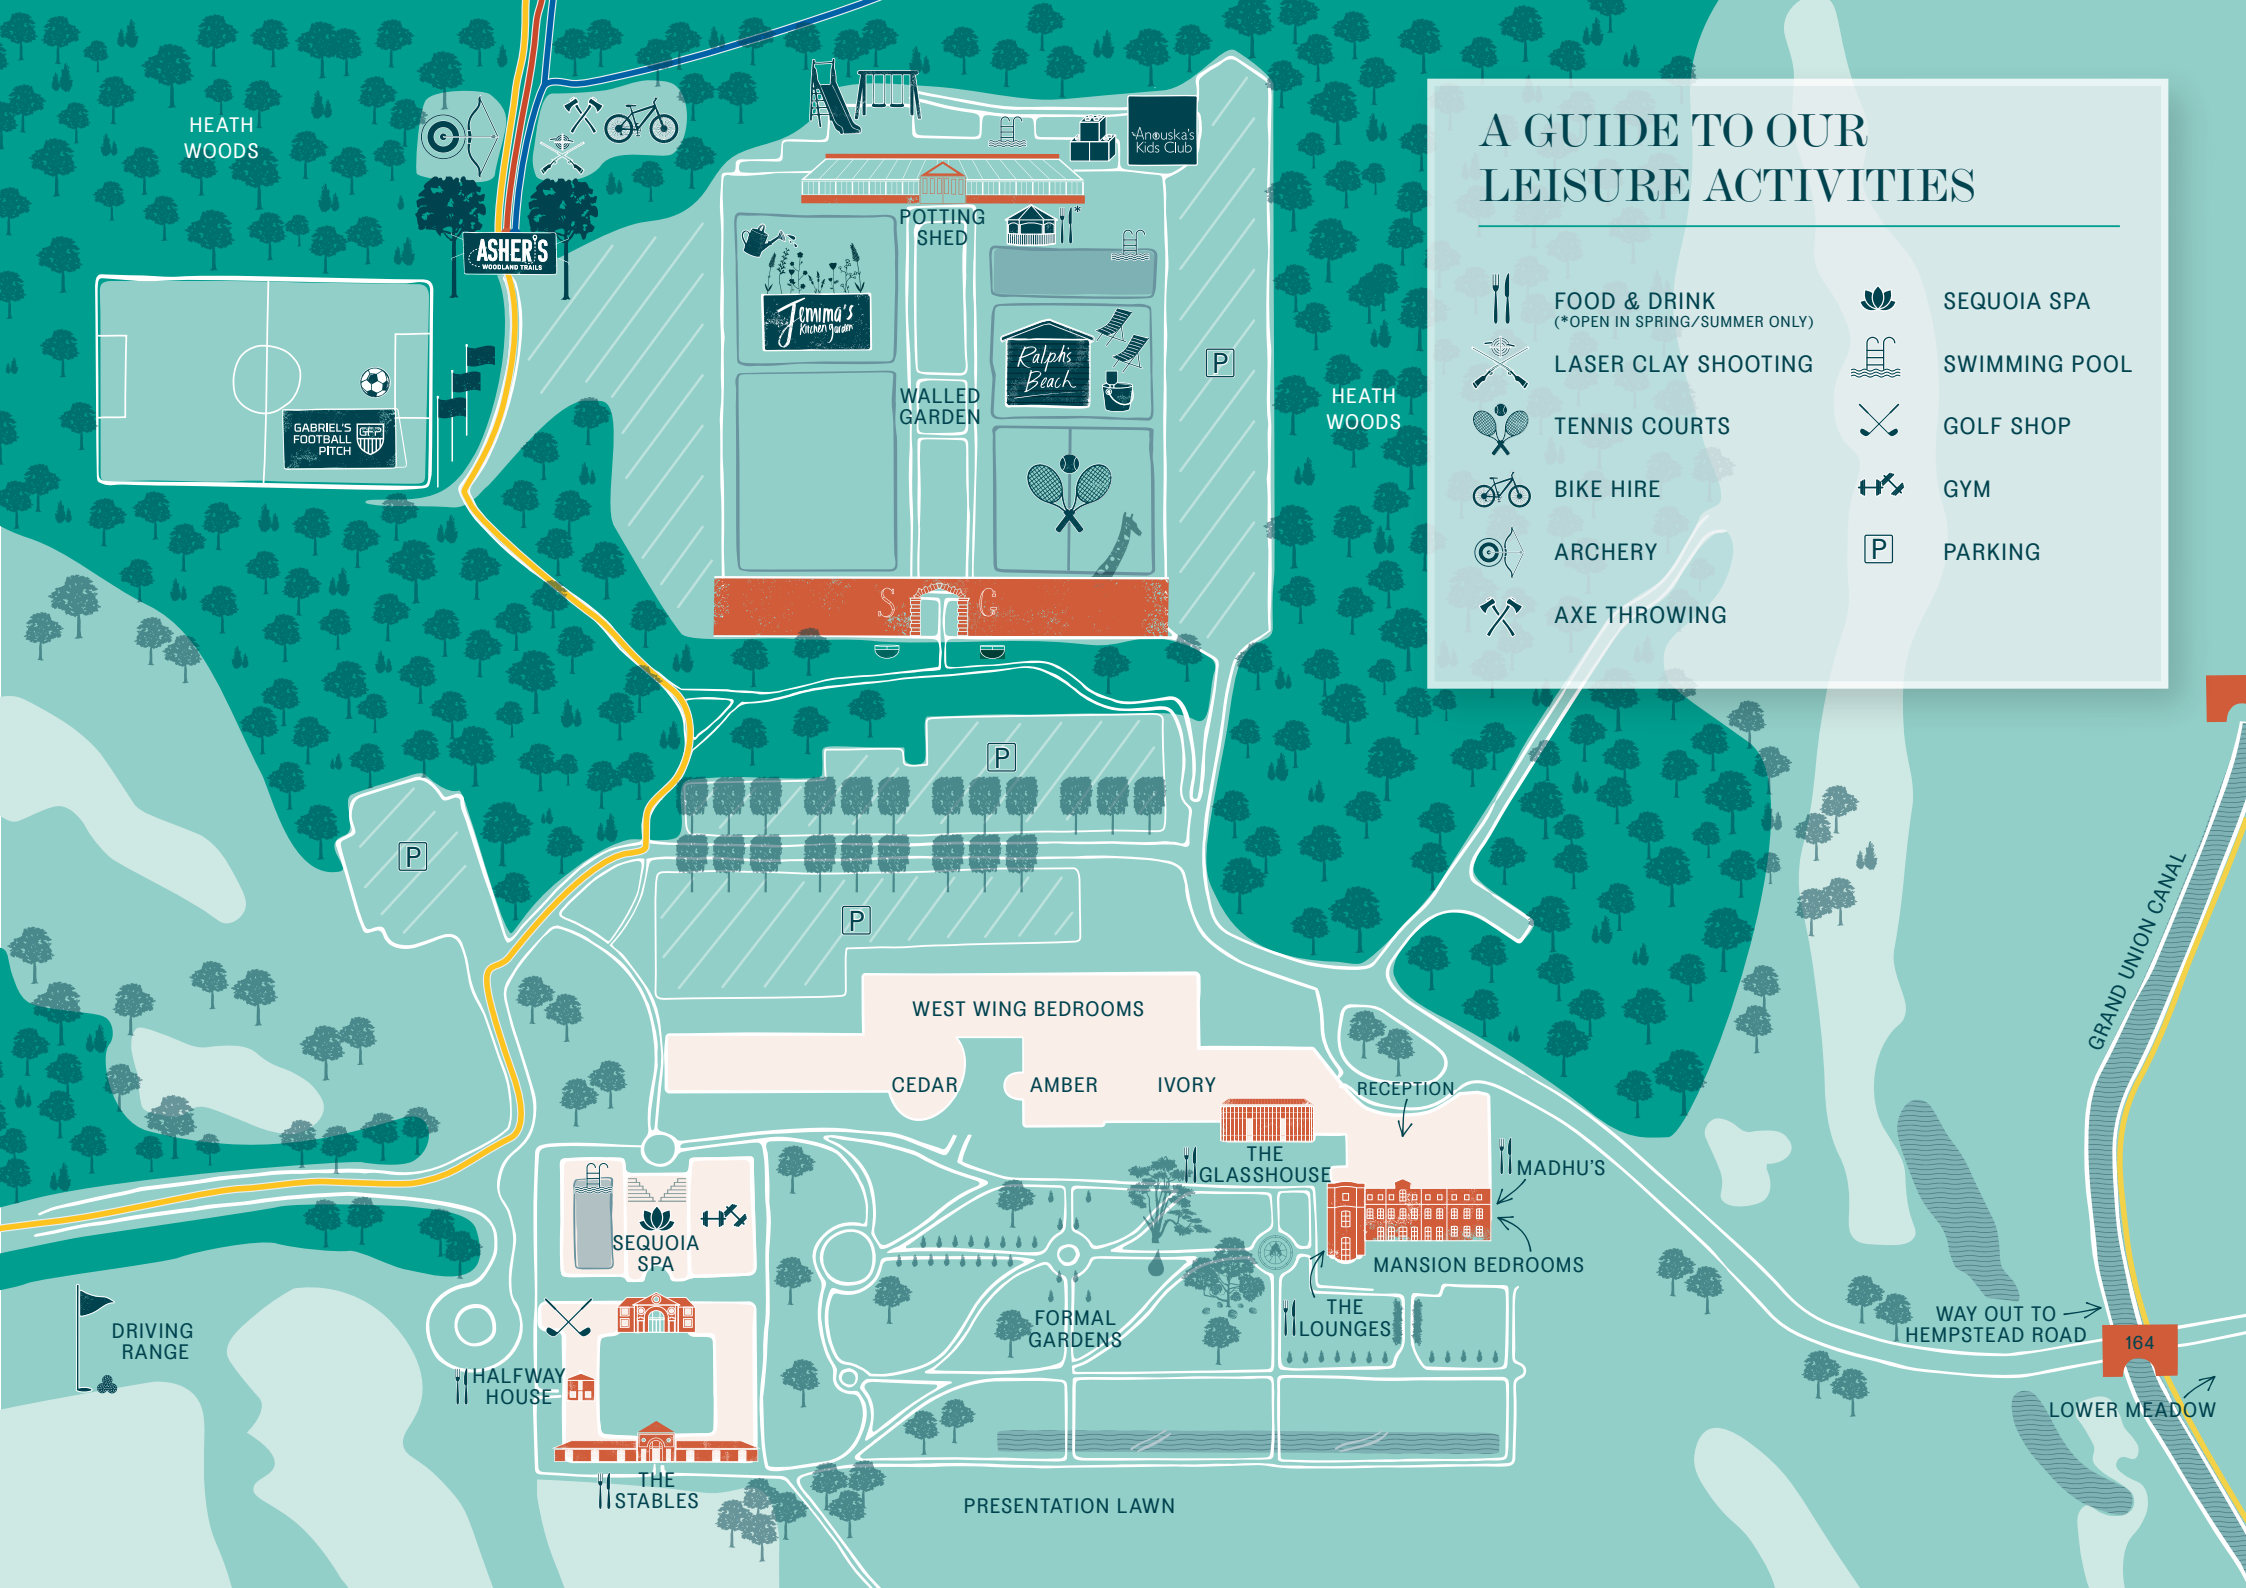 A GUIDE TO OUR
LEISURE ACTIVITIES
FOOD & DRINK
(*OPEN IN SPRING/SUMMER ONLY)
LASER CLAY SHOOTING
TENNIS COURTS
BIKE HIRE
ARCHERY
AXE THROWING
SEQUOIA SPA
SWIMMING POOL
GOLF SHOP
GYM
P
PARKING
HEATH
WOODS
ASHER'S
WOODLAND TRAILS
Anouska's
Kids Club
POTTING
SHED
*
Jemima's
Kitchen garden
Ralph's
Beach
P
WALLED
GARDEN
GABRIEL'S
FOOTBALL
PITCH
GFP
HEATH
WOODS
S G
P
P
P
WEST WING BEDROOMS
CEDAR
AMBER
IVORY
RECEPTION
THE
GLASSHOUSE
MADHU'S
MANSION BEDROOMS
THE
LOUNGES
SEQUOIA
SPA
FORMAL
GARDENS
DRIVING
RANGE
HALFWAY
HOUSE
THE
STABLES
PRESENTATION LAWN
GRAND UNION CANAL
WAY OUT TO
HEMPSTEAD ROAD
164
LOWER MEADOW